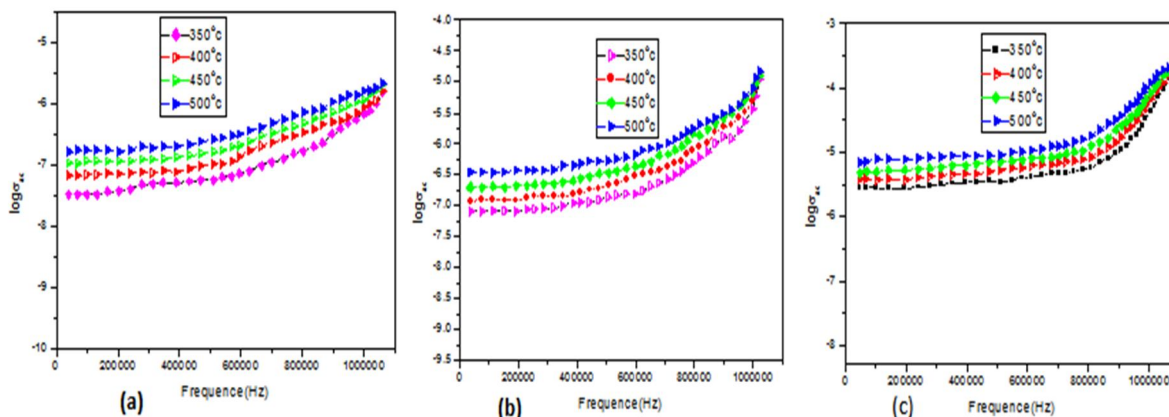 -5
-6
-7
-8
-9
-10
logσac
350°c
400°c
450°c
500°c
0 200000 400000 600000 800000 1000000
Frequence(Hz)
(a)
-4.0
-4.5
-5.0
-5.5
-6.0
-6.5
-7.0
-7.5
-8.0
-8.5
-9.0
-9.5
logσac
350°c
400°c
450°c
500°c
0 200000 400000 600000 800000 1000000
Frequence(Hz)
(b)
-3
-4
-5
-6
-7
-8
logσac
350°c
400°c
450°c
500°c
0 200000 400000 600000 800000 1000000
Frequence(Hz)
(c)